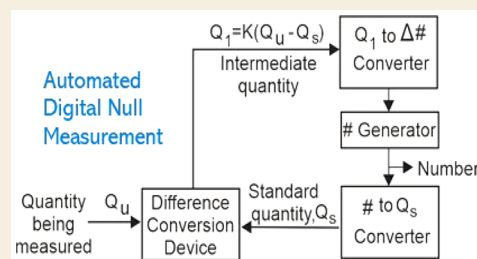 Automated
Digital Null
Measurement
Q₁=K(Qᵤ-Qₛ)
Intermediate
quantity
Q₁ to Δ#
Converter
# Generator
Number
# to Qₛ
Converter
Standard
quantity,Qₛ
Difference
Conversion
Device
Qᵤ
Quantity
being
measured